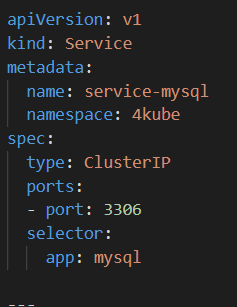 apiVersion: v1
kind: Service
metadata:
  name: service-mysql
  namespace: 4kube
spec:
  type: ClusterIP
  ports:
  - port: 3306
  selector:
    app: mysql

---